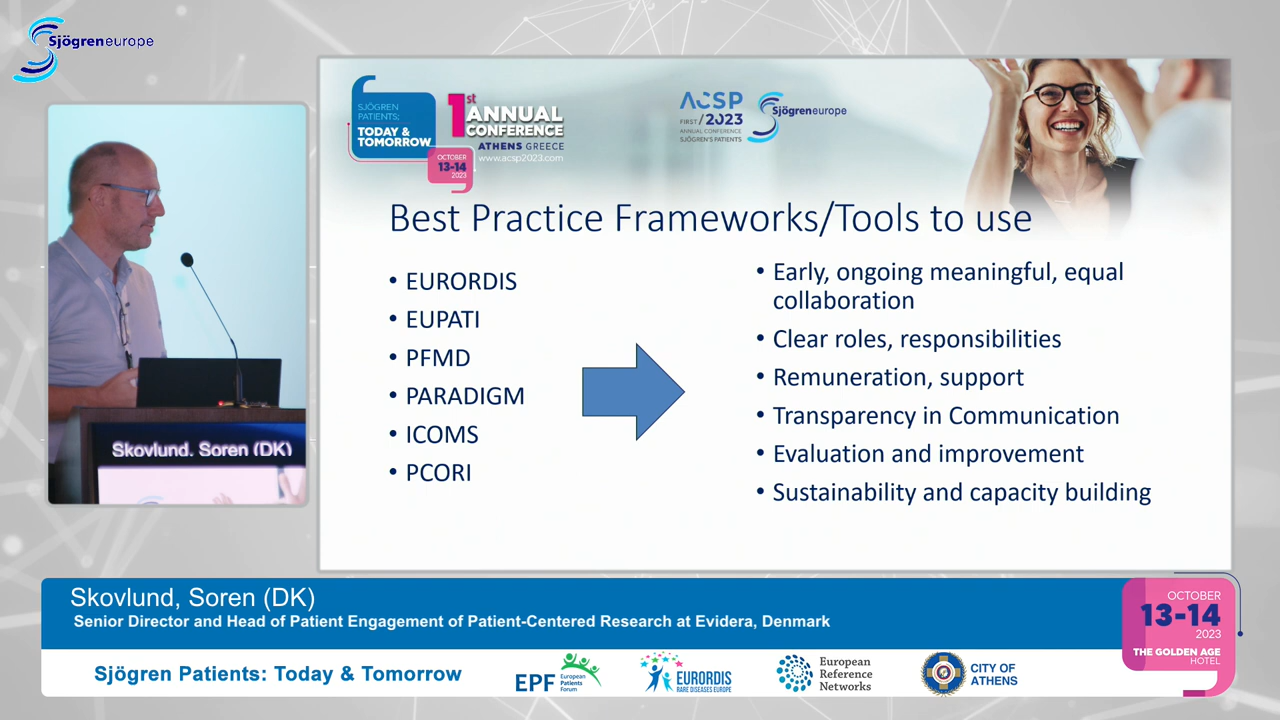 Sjögreneurope
SJÖGREN
PATIENTS:
TODAY &
TOMORROW
OCTOBER
13-14
2023
1st
ANNUAL
CONFERENCE
ATHENS GREECE
www.acsp2023.com
ACSP
FIRST / 2023
ANNUAL CONFERENCE
SJÖGREN'S PATIENTS
Sjögreneurope
Best Practice Frameworks/Tools to use
• EURORDIS
• EUPATI
• PFMD
• PARADIGM
• ICOMS
• PCORI
• Early, ongoing meaningful, equal
collaboration
• Clear roles, responsibilities
• Remuneration, support
• Transparency in Communication
• Evaluation and improvement
• Sustainability and capacity building
Skovlund. Soren (DK)
Skovlund, Soren (DK)
Senior Director and Head of Patient Engagement of Patient-Centered Research at Evidera, Denmark
OCTOBER
13-14
2023
THE GOLDEN AGE
HOTEL
Sjögren Patients: Today & Tomorrow
EPF
European
Patients
Forum
EURORDIS
RARE DISEASES EUROPE
European
Reference
Networks
CITY OF
ATHENS